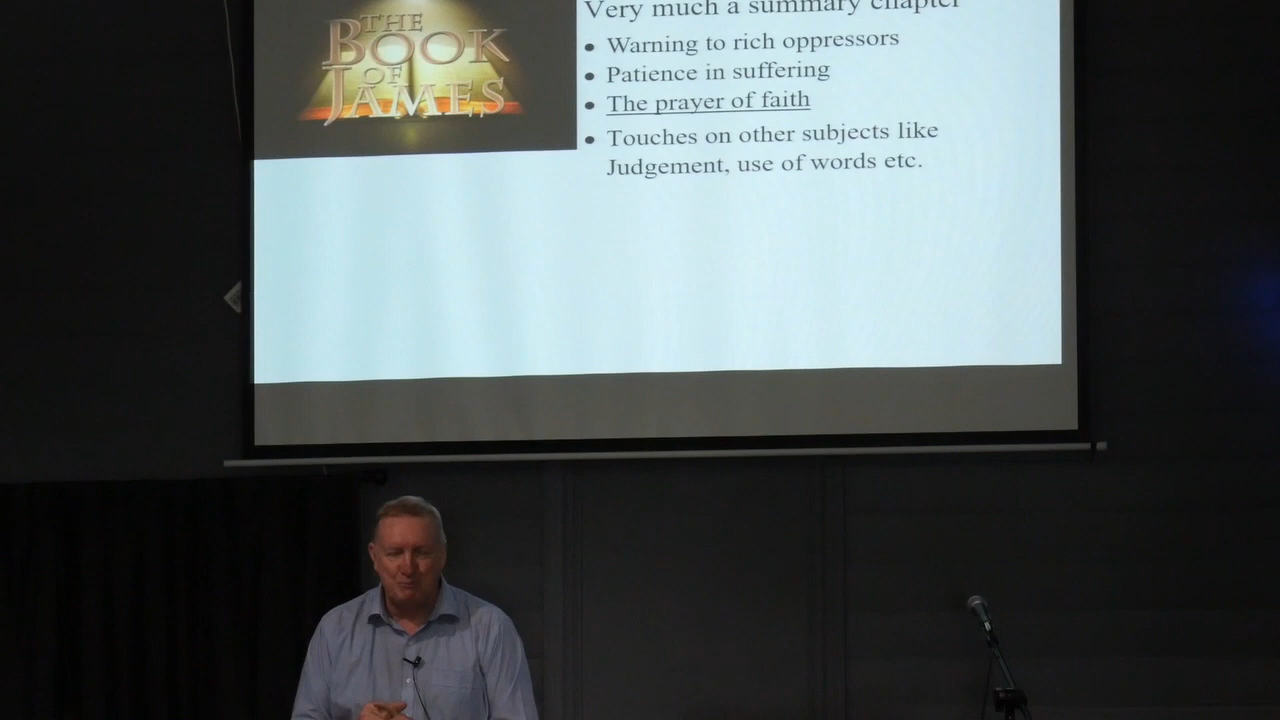 THE
BOOK
OF
JAMES
Very much a summary chapter
• Warning to rich oppressors
• Patience in suffering
• The prayer of faith
• Touches on other subjects like
Judgement, use of words etc.